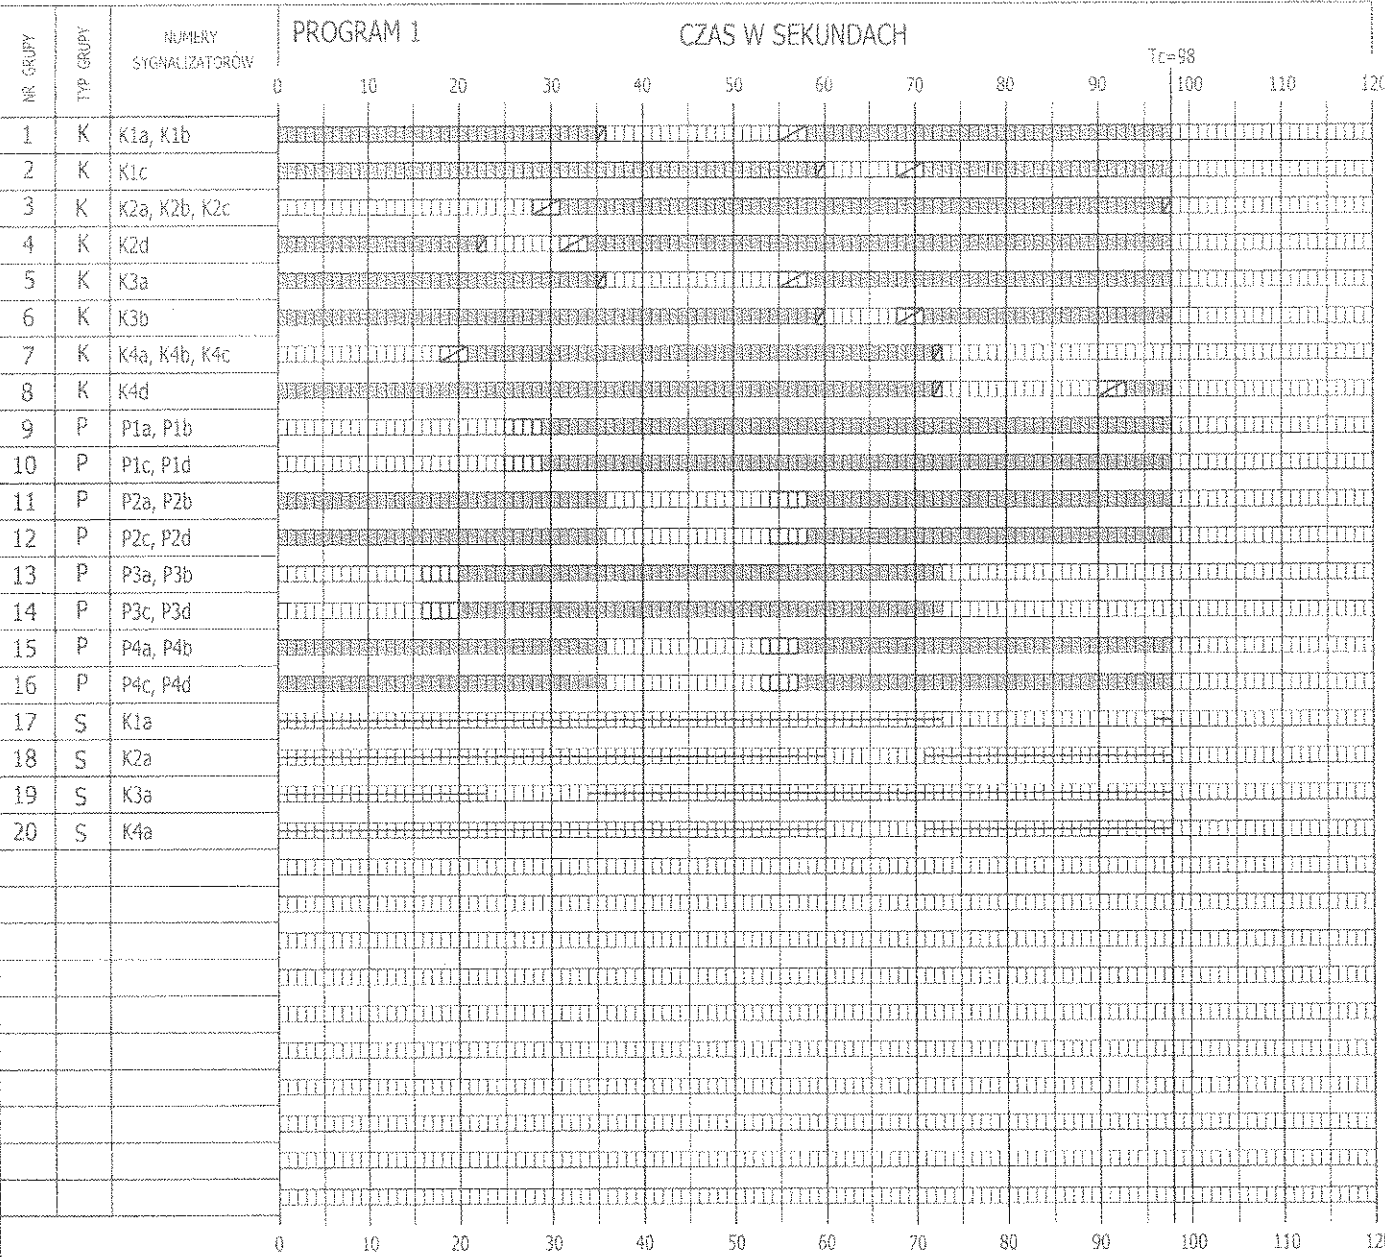 PROGRAM 1 CZAS W SEKUNDACH
NR GRUPY TYP GRUPY NUMERY
SYGNALIZATORÓW
Tc=98
0 10 20 30 40 50 60 70 80 90 100 110 120
1 K K1a, K1b
2 K K1c
3 K K2a, K2b, K2c
4 K K2d
5 K K3a
6 K K3b
7 K K4a, K4b, K4c
8 K K4d
9 P P1a, P1b
10 P P1c, P1d
11 P P2a, P2b
12 P P2c, P2d
13 P P3a, P3b
14 P P3c, P3d
15 P P4a, P4b
16 P P4c, P4d
17 S K1a
18 S K2a
19 S K3a
20 S K4a
0 10 20 30 40 50 60 70 80 90 100 110 120